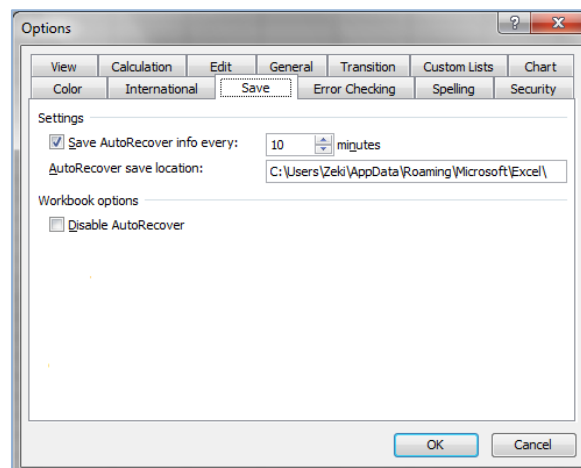 Options
View Calculation Edit General Transition Custom Lists Chart
Color International Save Error Checking Spelling Security
Settings
Save AutoRecover info every: 10 minutes
AutoRecover save location: C:\Users\Zeki\AppData\Roaming\Microsoft\Excel\
Workbook options
Disable AutoRecover
OK Cancel